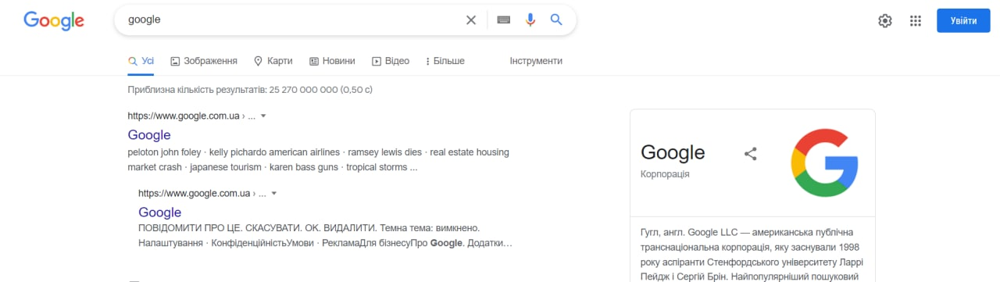 Google
google
Увійти
Усі
Зображення
Карти
Новини
Відео
Більше
Інструменти
Приблизна кількість результатів: 25 270 000 000 (0,50 с)
https://www.google.com.ua › ...
Google
peloton john foley · kelly pichardo american airlines · ramsey lewis dies · real estate housing
market crash · japanese tourism · karen bass guns · tropical storms ...
https://www.google.com.ua › ...
Google
ПОВІДОМИТИ ПРО ЦЕ. СКАСУВАТИ. OK. ВИДАЛИТИ. Темна тема: вимкнено.
Налаштування · КонфіденційністьУмови · РекламаДля бізнесуПро Google. Додатки…
Google
Корпорація
G
Гугл, англ. Google LLC — американська публічна
транснаціональна корпорація, яку заснували 1998
року аспіранти Стенфордського університету Ларрі
Пейдж і Сергій Брін. Найпопулярніший пошуковий